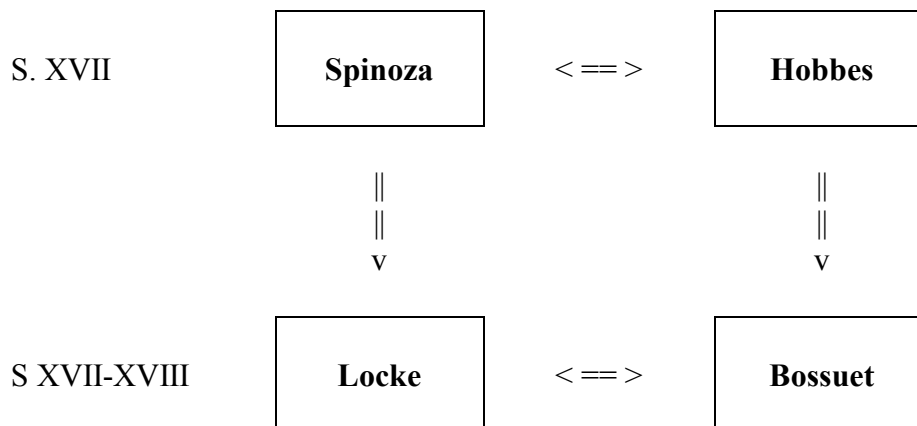 S. XVII Spinoza < == > Hobbes
|| ||
|| ||
v v
S XVII-XVIII Locke < == > Bossuet